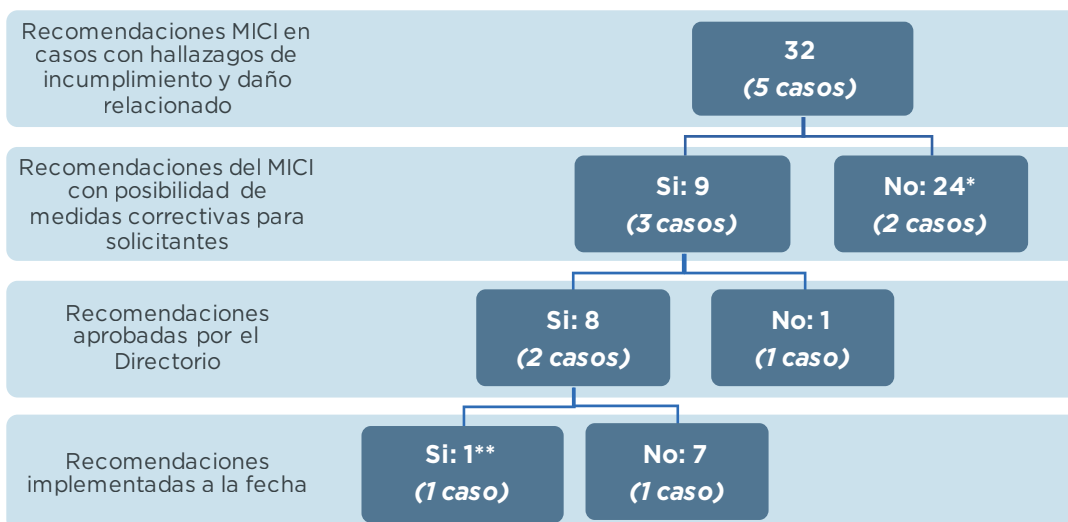 Recomendaciones MICI en
casos con hallazagos de
incumplimiento y daño
relacionado
32
(5 casos)
Recomendaciones del MICI
con posibilidad de
medidas correctivas para
solicitantes
Si: 9
(3 casos)
No: 24*
(2 casos)
Recomendaciones
aprobadas por el
Directorio
Si: 8
(2 casos)
No: 1
(1 caso)
Recomendaciones
implementadas a la fecha
Si: 1**
(1 caso)
No: 7
(1 caso)